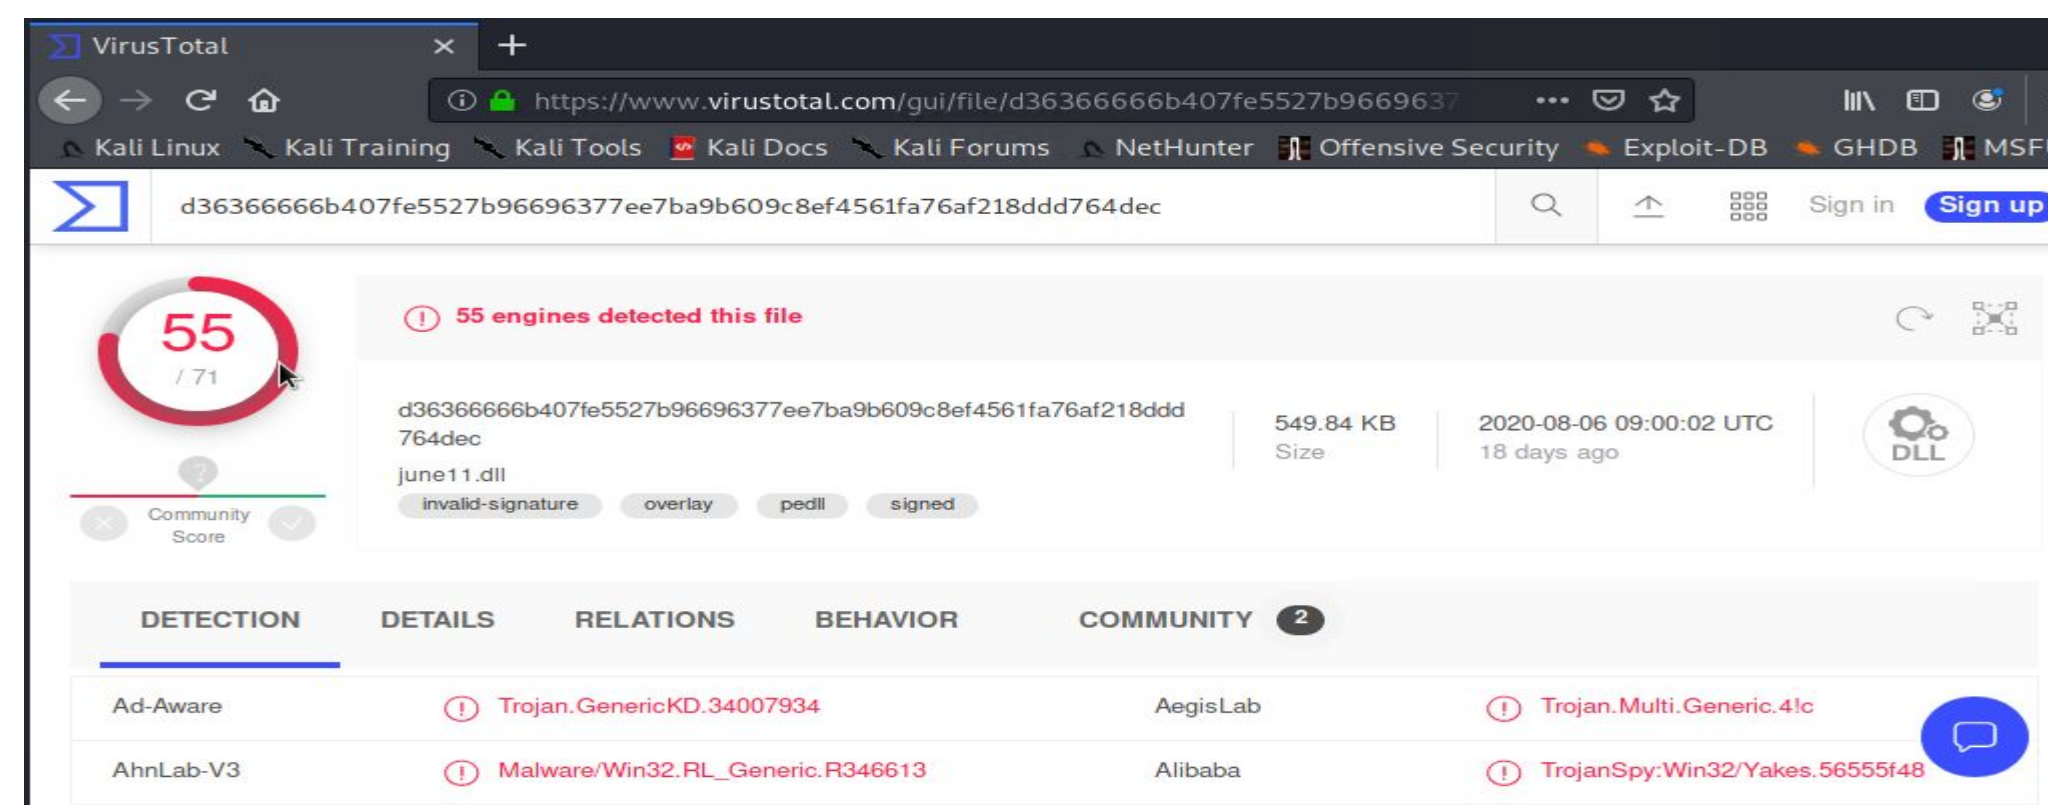 VirusTotal
https://www.virustotal.com/gui/file/d36366666b407fe5527b96696377
Kali Linux Kali Training Kali Tools Kali Docs Kali Forums NetHunter Offensive Security Exploit-DB GHDB MSFU
d36366666b407fe5527b96696377ee7ba9b609c8ef4561fa76af218ddd764dec Sign in Sign up
55
/ 71
55 engines detected this file
d36366666b407fe5527b96696377ee7ba9b609c8ef4561fa76af218ddd
764dec
june11.dll
invalid-signature overlay pedll signed
549.84 KB
Size
2020-08-06 09:00:02 UTC
18 days ago
DLL
?
Community
Score
DETECTION DETAILS RELATIONS BEHAVIOR COMMUNITY 2
Ad-Aware Trojan.GenericKD.34007934 AegisLab Trojan.Multi.Generic.4!c
AhnLab-V3 Malware/Win32.RL_Generic.R346613 Alibaba TrojanSpy:Win32/Yakes.56555f48